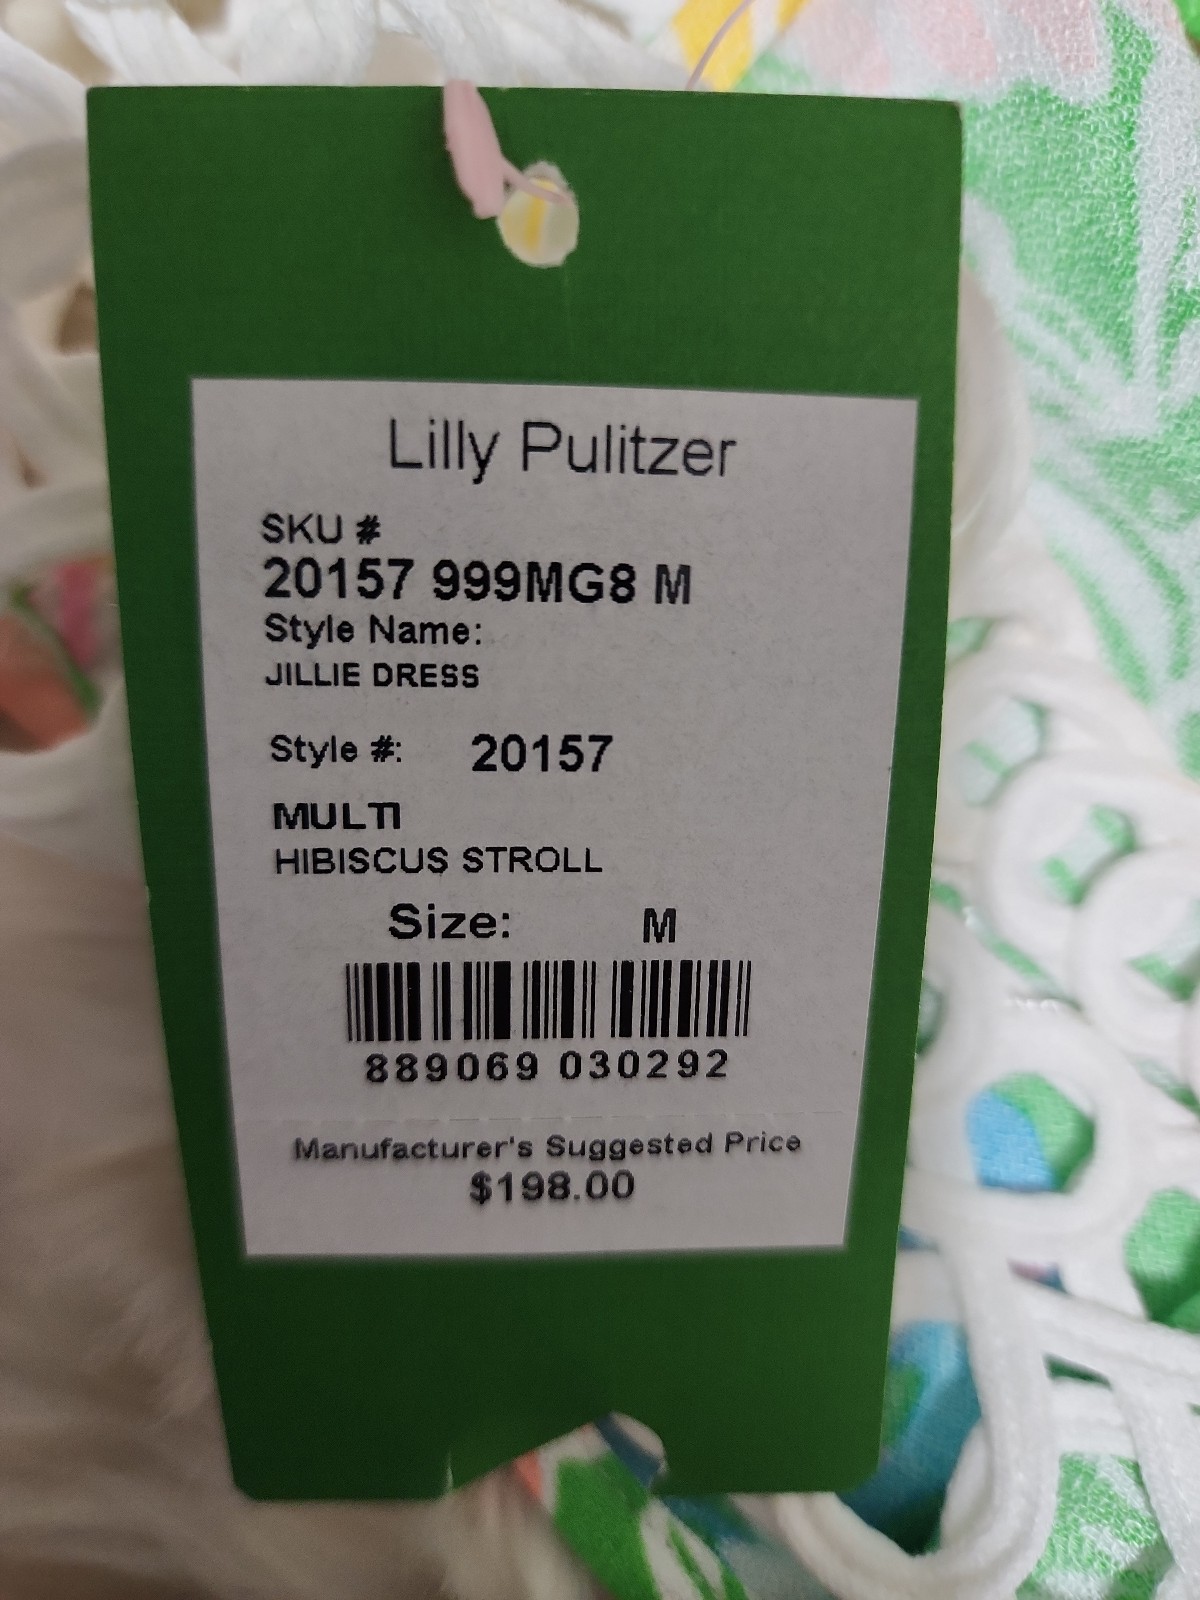 Lilly Pulitzer
SKU #
20157 999MG8 M
Style Name:
JILLIE DRESS
Style #: 20157
MULTI
HIBISCUS STROLL
Size: M
889069 030292
Manufacturer's Suggested Price
$198.00